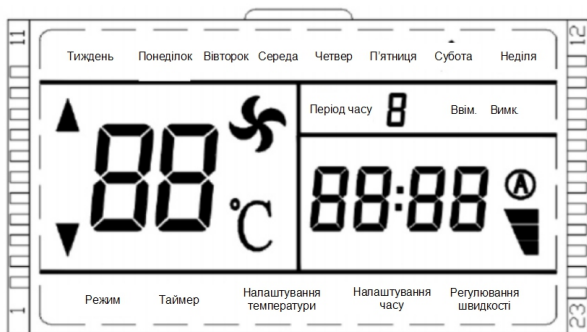 11
12
Тиждень Понеділок Вівторок Середа Четвер П'ятниця Субота Неділя
Період часу 8 Ввім. Вимк.
88 °C 88:88 A
Режим Таймер Налаштування температури Налаштування часу Регулювання швидкості
1
23